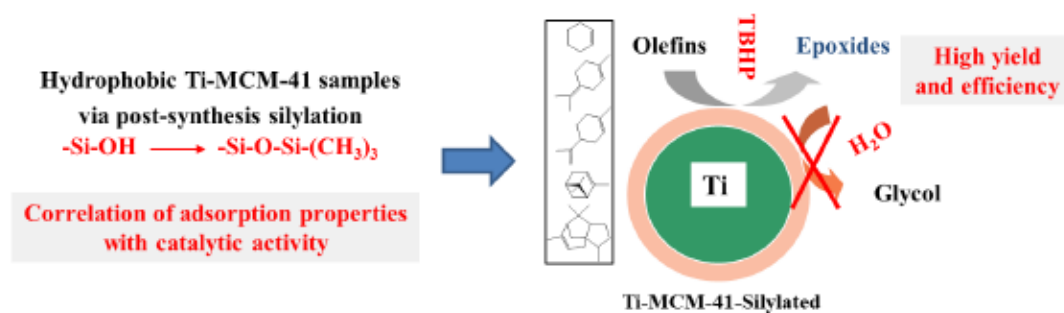 Hydrophobic Ti-MCM-41 samples
via post-synthesis silylation
-Si-OH → -Si-O-Si-(CH₃)₃
Correlation of adsorption properties
with catalytic activity
Olefins
TBHP
Epoxides
High yield
and efficiency
H₂O
Ti
Glycol
Ti-MCM-41-Silylated